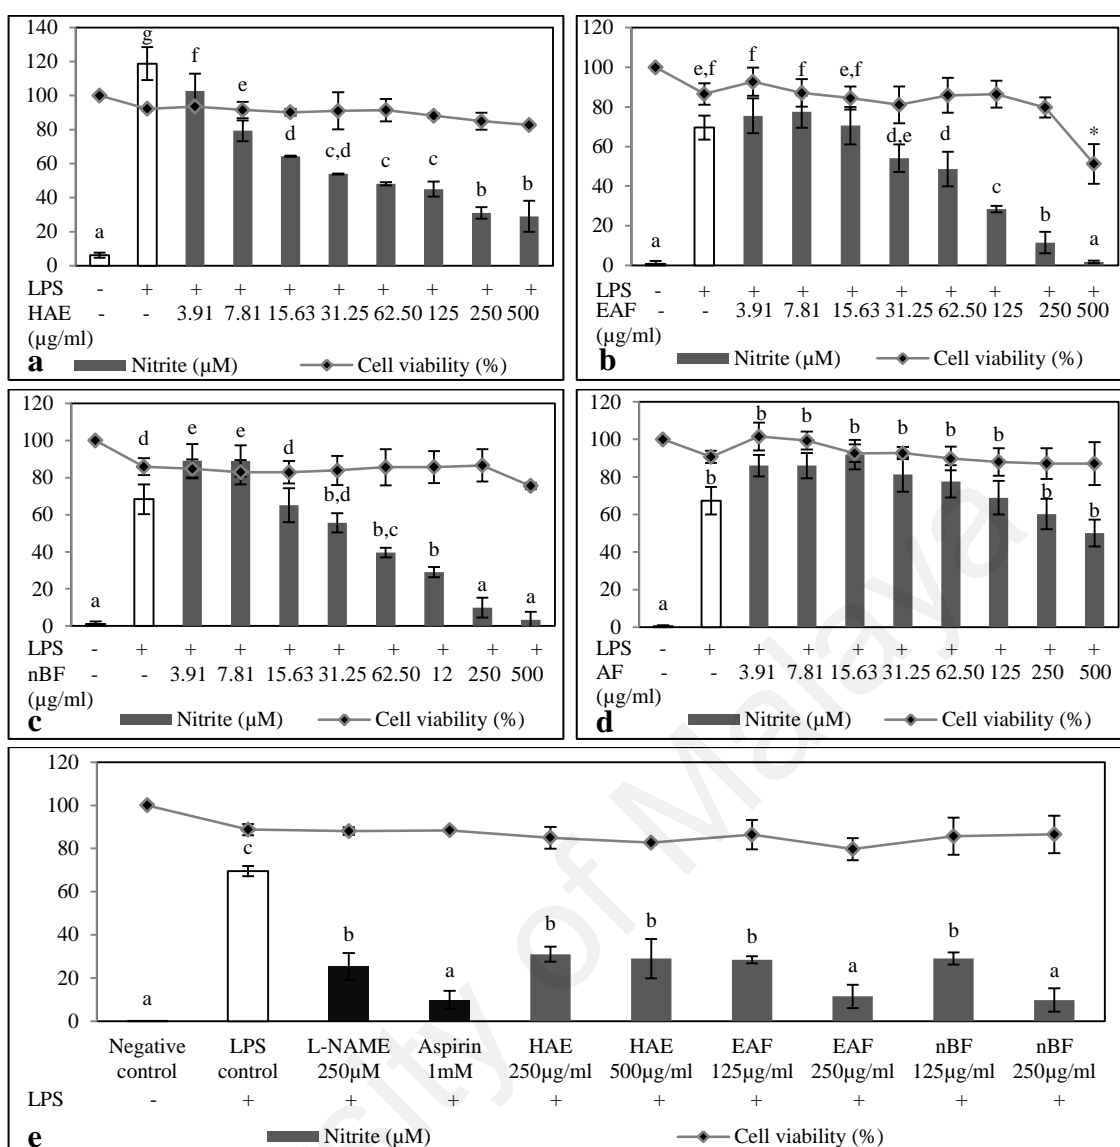 140
120
100
80
60
40
20
0
a
g
f
e
d
c,d
c
c
b
b
LPS - + + + + + + + + +
HAE - - 3.91 7.81 15.63 31.25 62.50 125 250 500
(µg/ml)
a
Nitrite (µM) Cell viability (%)
120
100
80
60
40
20
0
a
e,f
f
f
e,f
d,e
d
c
b
a
*
LPS - + + + + + + + + +
EAF - - 3.91 7.81 15.63 31.25 62.50 125 250 500
(µg/ml)
b
Nitrite (µM) Cell viability (%)
120
100
80
60
40
20
0
a
d
e
e
d
b,d
b,c
b
a
a
LPS - + + + + + + + + +
nBF - - 3.91 7.81 15.63 31.25 62.50 12 250 500
(µg/ml)
c
Nitrite (µM) Cell viability (%)
120
100
80
60
40
20
0
a
b
b
b
b
b
b
b
b
b
LPS - + + + + + + + + +
AF - - 3.91 7.81 15.63 31.25 62.50 125 250 500
(µg/ml)
d
Nitrite (µM) Cell viability (%)
120
100
80
60
40
20
0
a
c
b
a
b
b
b
a
b
a
Negative LPS L-NAME Aspirin HAE HAE EAF EAF nBF nBF
control control 250µM 1mM 250µg/ml 500µg/ml 125µg/ml 250µg/ml 125µg/ml 250µg/ml
LPS - + + + + + + + + +
e
Nitrite (µM) Cell viability (%)
sity of Malaya